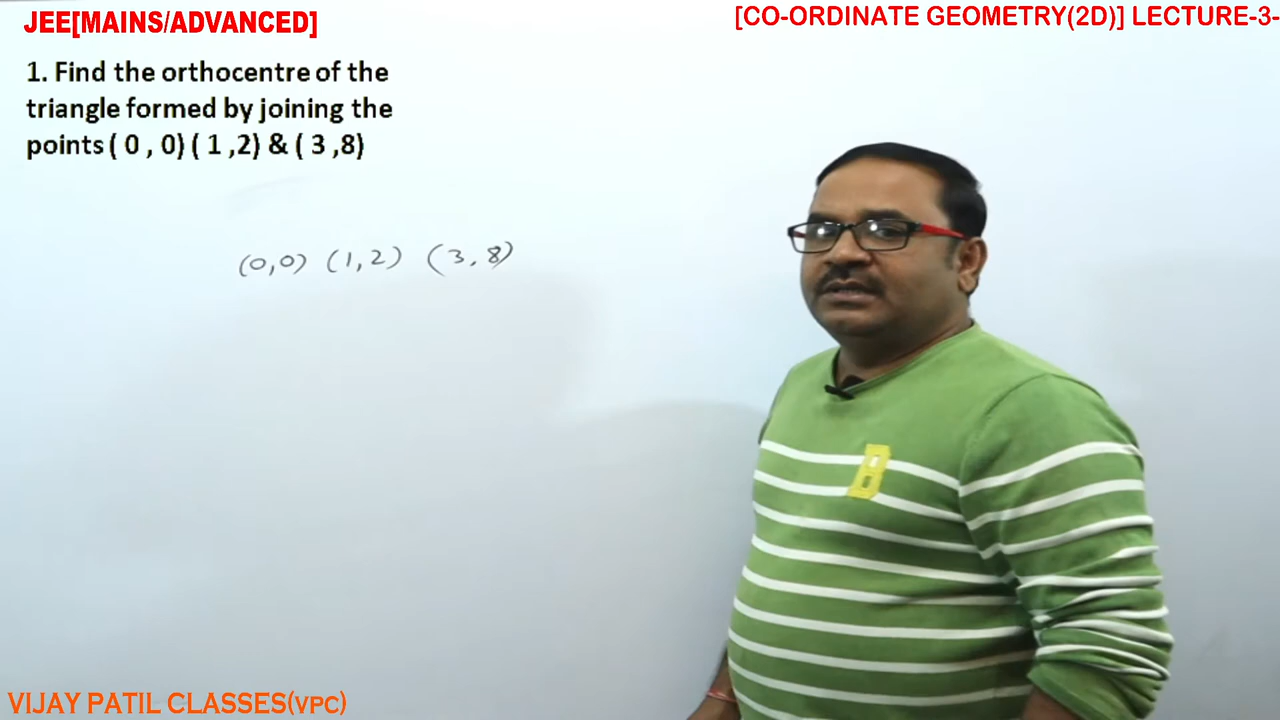 JEE[MAINS/ADVANCED]
[CO-ORDINATE GEOMETRY(2D)] LECTURE-3-
1. Find the orthocentre of the
triangle formed by joining the
points ( 0 , 0) ( 1 ,2) & ( 3 ,8)
(0,0) (1,2) (3,8)
B
VIJAY PATIL CLASSES(VPC)